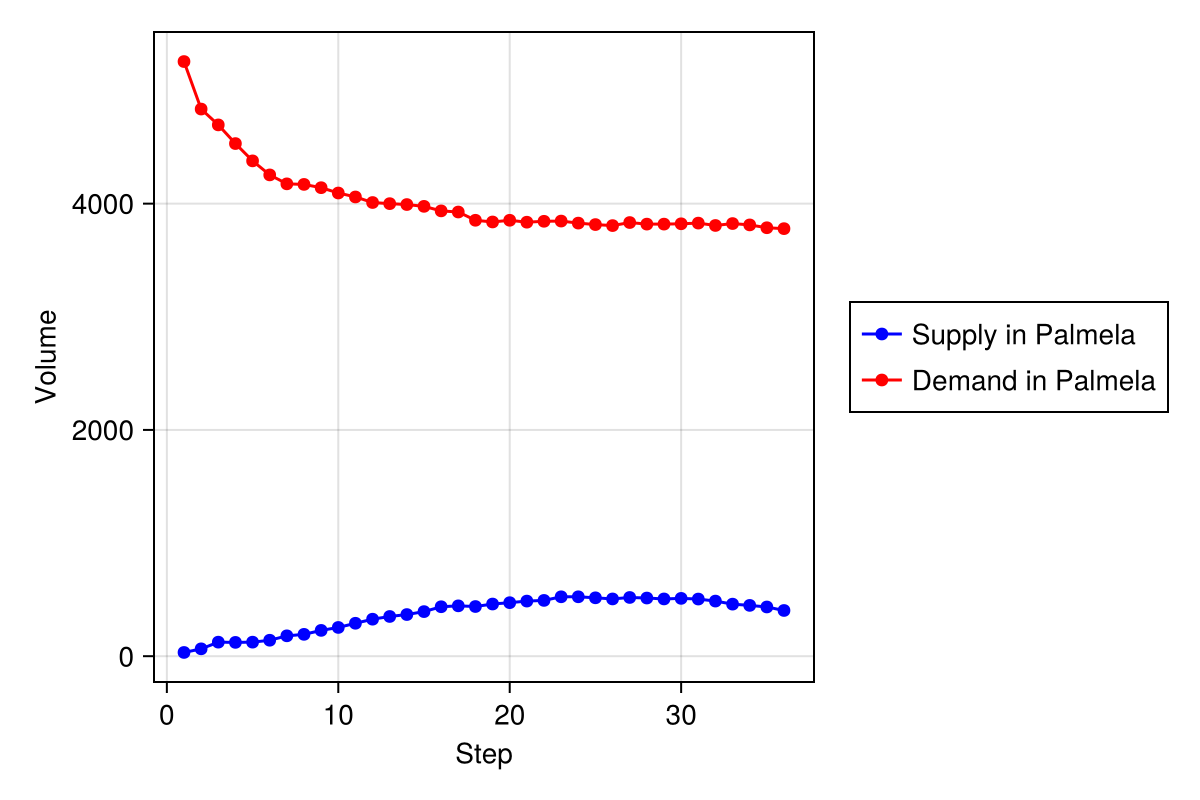 Volume
4000
2000
0
0 10 20 30
Step
Supply in Palmela
Demand in Palmela